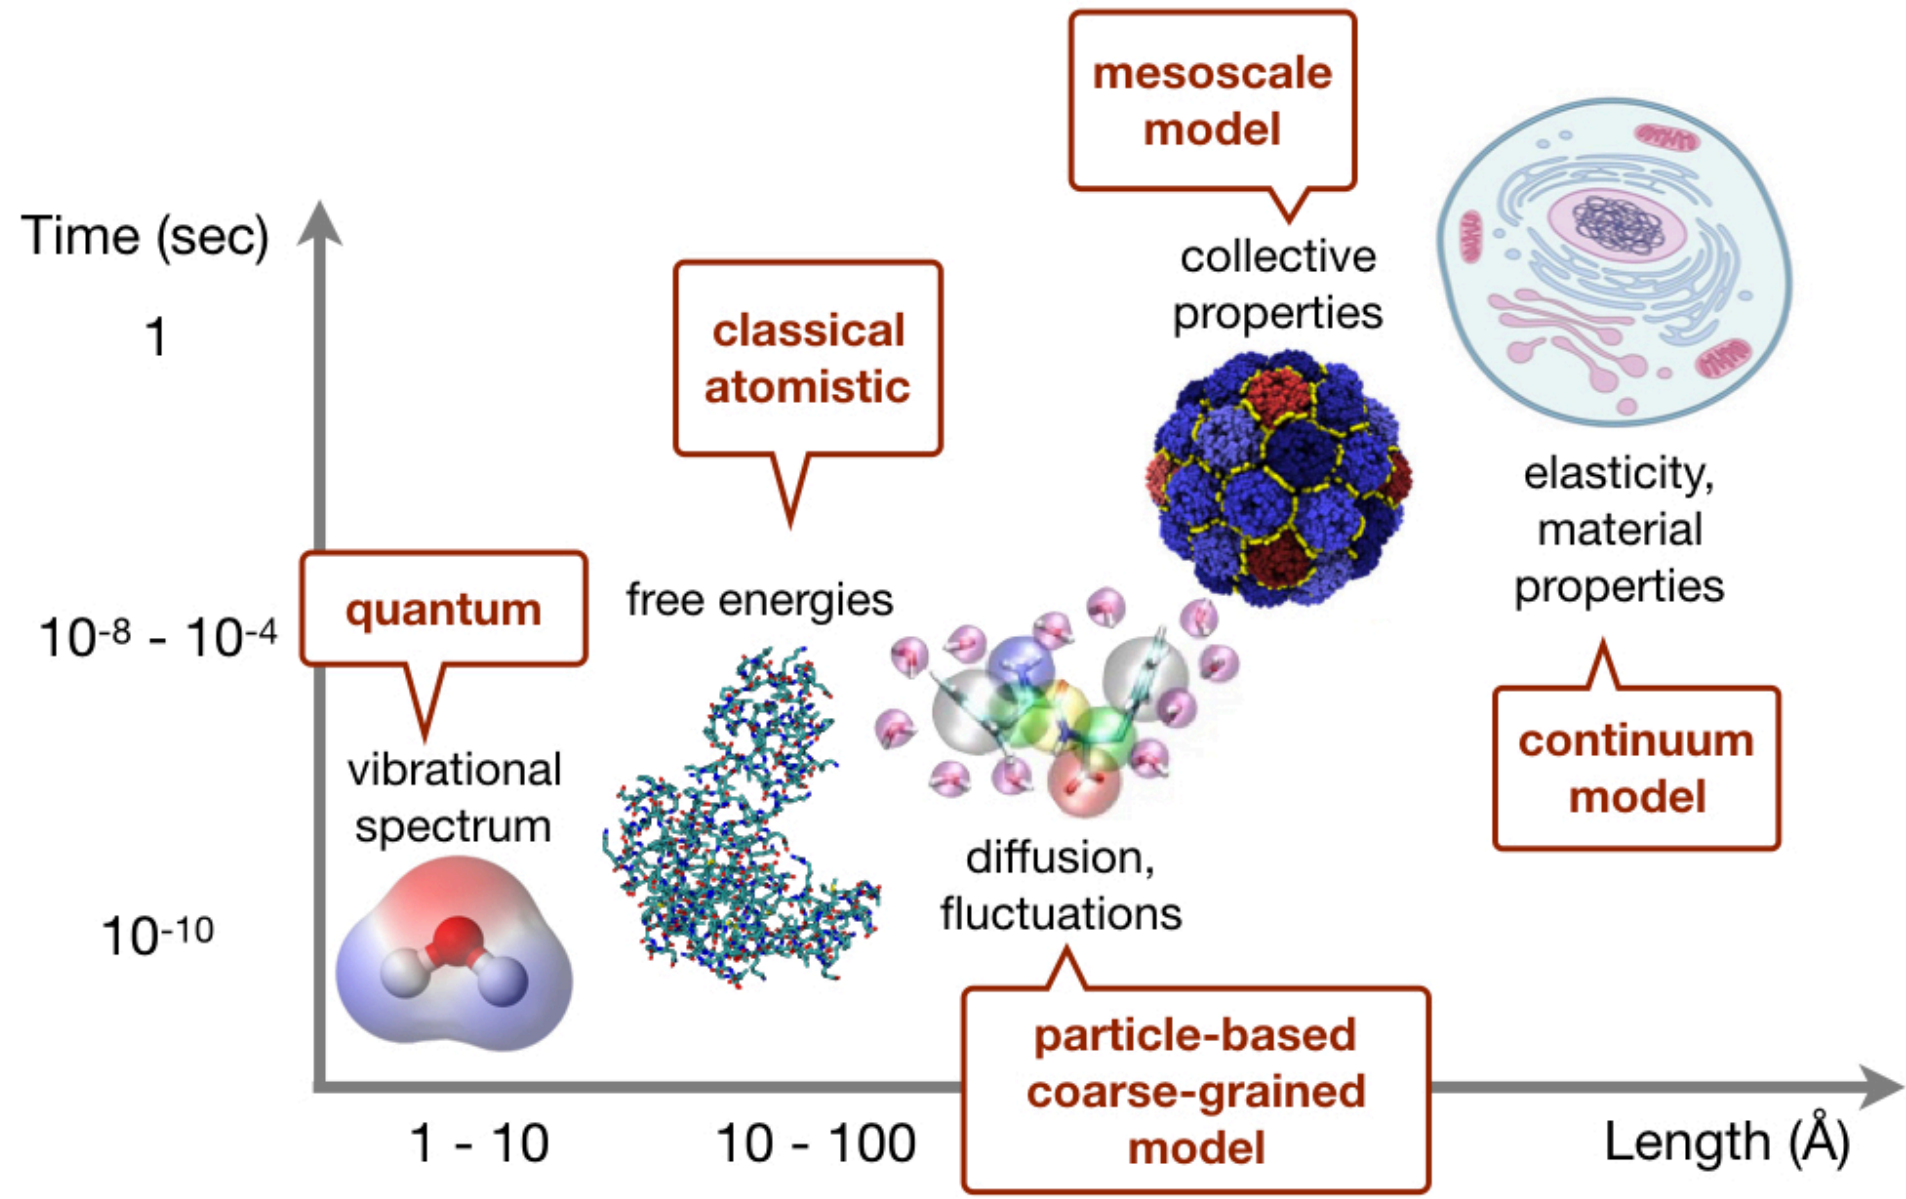 mesoscale
model
Time (sec)
collective
properties
classical
atomistic
1
elasticity,
material
properties
quantum
free energies
10-8 - 10-4
vibrational
spectrum
continuum
model
diffusion,
fluctuations
10-10
particle-based
coarse-grained
model
1 - 10
10 - 100
Length (Å)